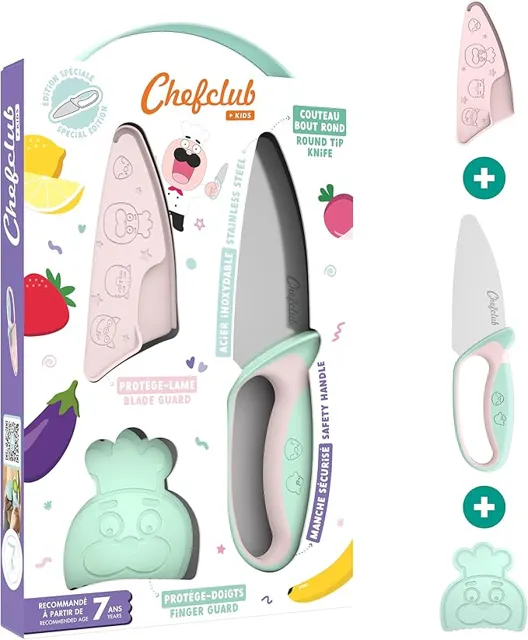 EDITION SPÉCIALE
SPECIAL EDITION
Chefclub
+ KIDS
COUTEAU
BOUT ROND
ROUND TIP
KNIFE
Chefclub
+ KIDS
ACIER INOXYDABLE
STAINLESS STEEL
Chefclub
PROTÈGE-LAME
BLADE GUARD
MANCHE SÉCURISÉ
SAFETY HANDLE
PROTÈGE-DOIGTS
FINGER GUARD
RECOMMANDÉ
À PARTIR DE
RECOMMENDED AGE
7 ANS
YEARS
Chefclub